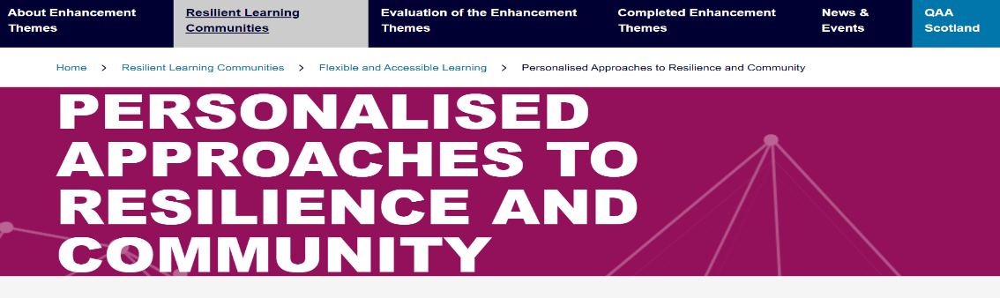 About Enhancement
Themes
Resilient Learning
Communities
Evaluation of the Enhancement
Themes
Completed Enhancement
Themes
News &
Events
QAA
Scotland
Home > Resilient Learning Communities > Flexible and Accessible Learning > Personalised Approaches to Resilience and Community
PERSONALISED
APPROACHES TO
RESILIENCE AND
COMMUNITY